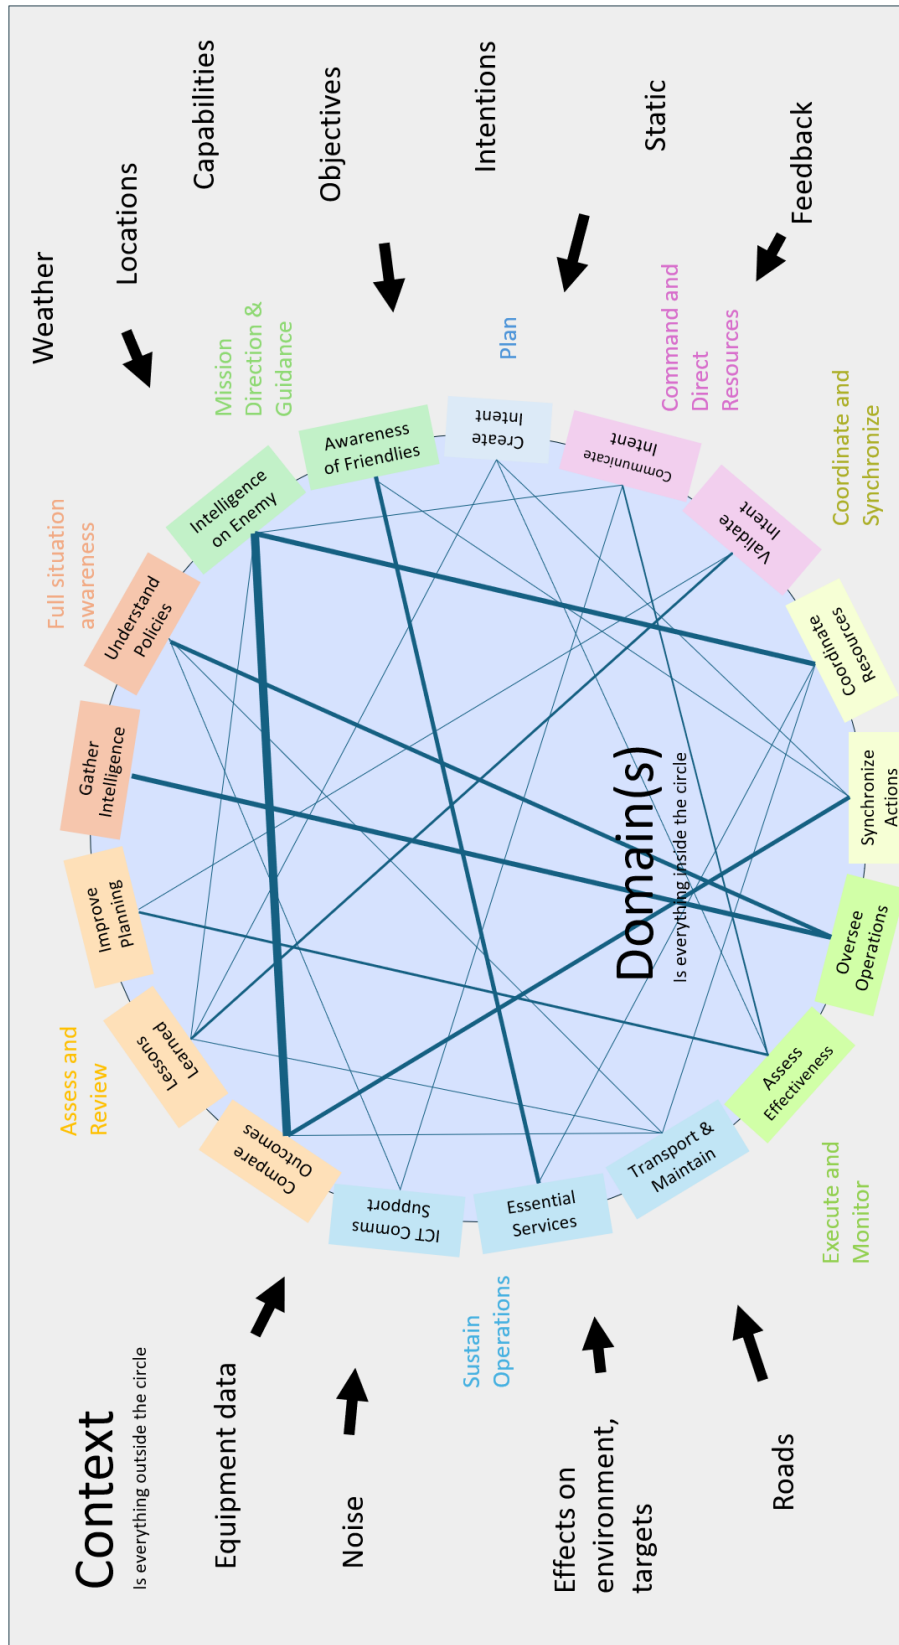 Context
Is everything outside the circle
Equipment data
Noise
Effects on
environment,
targets
Roads
Weather
Locations
Capabilities
Objectives
Intentions
Static
Feedback
Assess and
Review
Full situation
awareness
Mission
Direction &
Guidance
Plan
Command and
Direct
Resources
Coordinate and
Synchronize
Execute and
Monitor
Sustain
Operations
Compare
Outcomes
Lessons
Learned
Improve
Planning
Gather
Intelligence
Understand
Policies
Intelligence
on Enemy
Awareness
of Friendlies
Create
Intent
Communicate
Intent
Validate
Intent
Coordinate
Resources
Synchronize
Actions
Oversee
Operations
Assess
Effectiveness
Transport &
Maintain
Essential
Services
ICT Comms
Support
Domain(s)
Is everything inside the circle